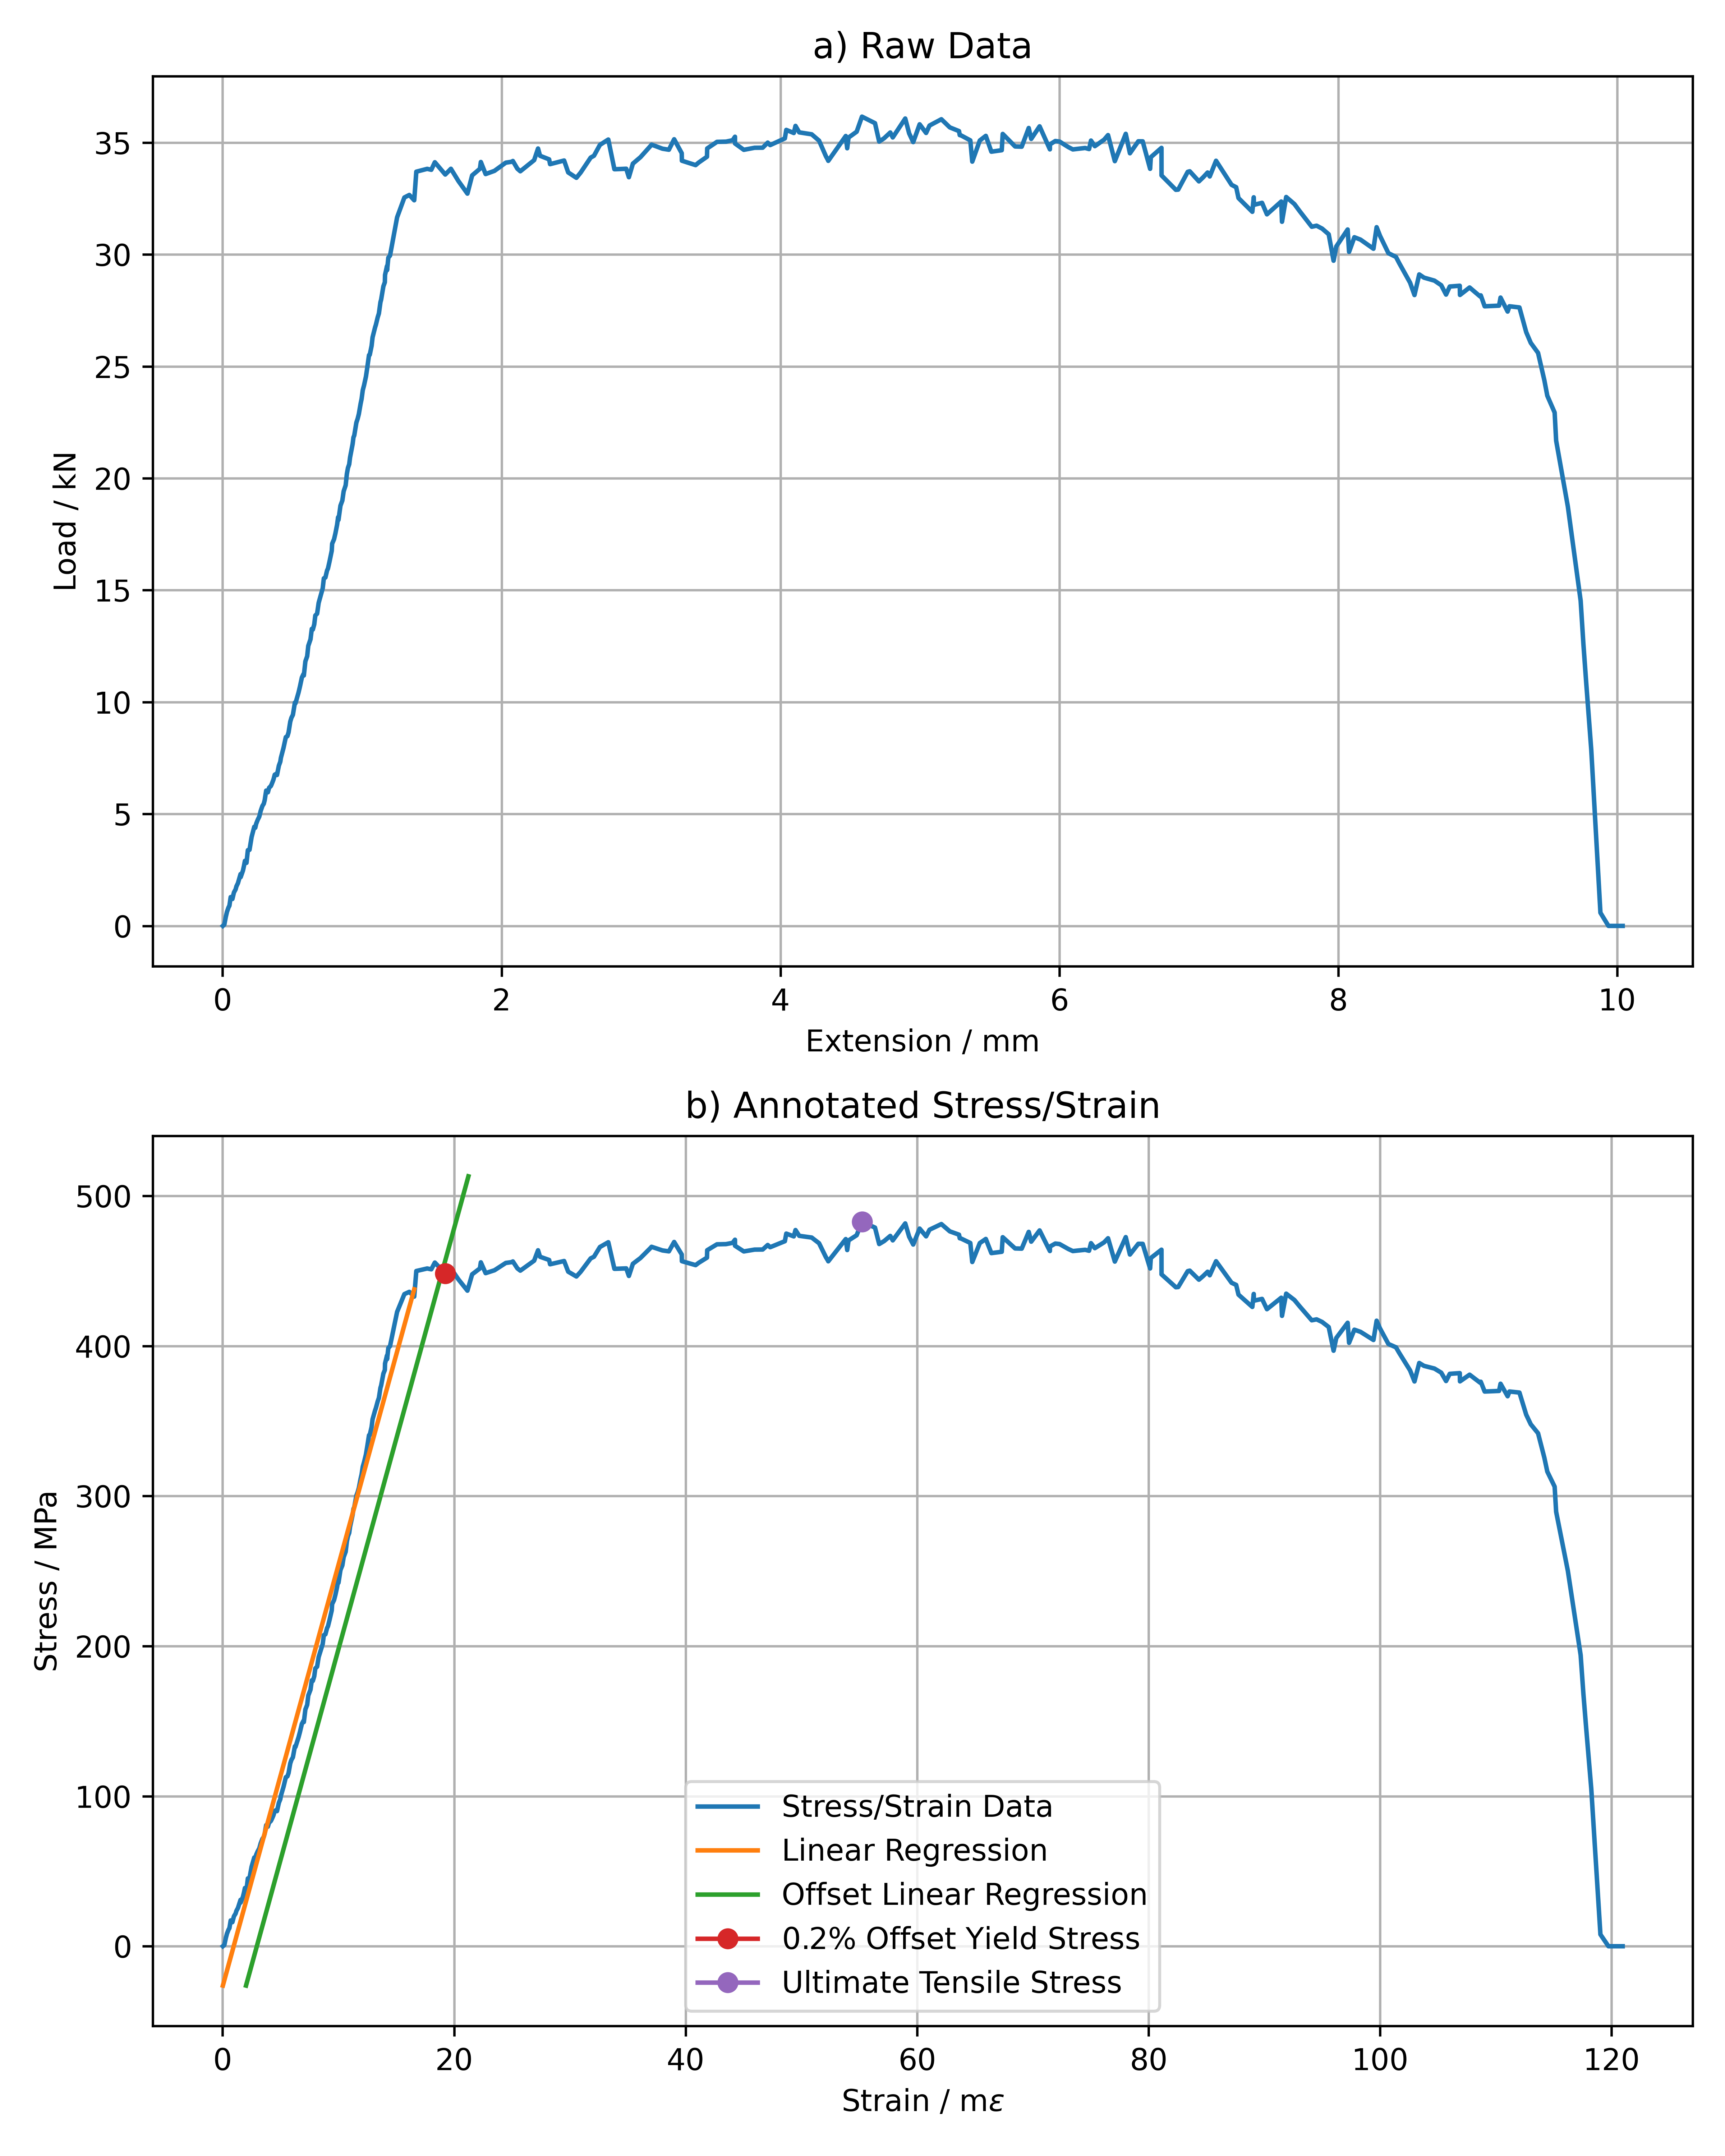 a) Raw Data
35
30
25
20
15
10
5
0
Load / kN
0 2 4 6 8 10
Extension / mm
b) Annotated Stress/Strain
500
400
300
200
100
0
Stress / MPa
Stress/Strain Data
Linear Regression
Offset Linear Regression
0.2% Offset Yield Stress
Ultimate Tensile Stress
0 20 40 60 80 100 120
Strain / mε